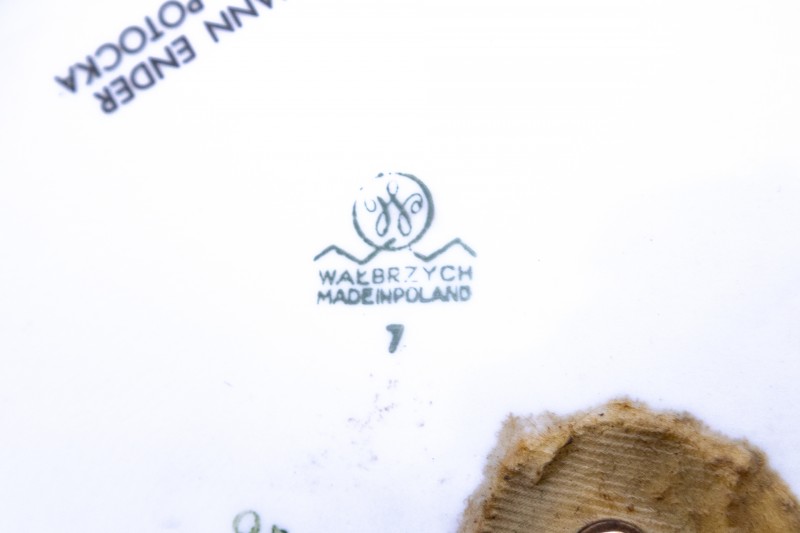 ANN ENDER
POTOCKA
W
WAŁBRZYCH
MADE IN POLAND
7